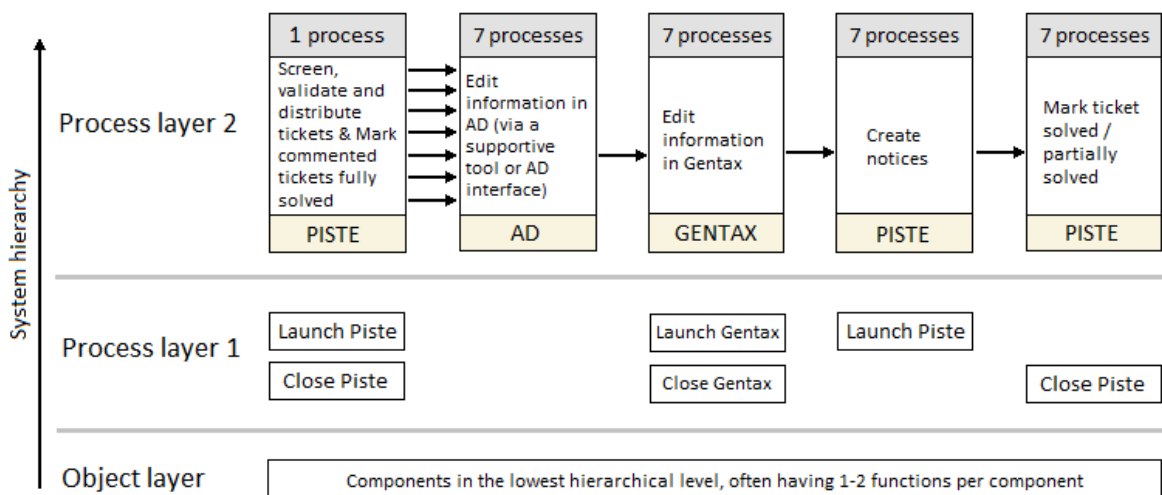 System hierarchy
Process layer 2
1 process
Screen,
validate and
distribute
tickets & Mark
commented
tickets fully
solved
PISTE
7 processes
Edit
information in
AD (via a
supportive
tool or AD
interface)
AD
7 processes
Edit
information
in Gentax
GENTAX
7 processes
Create
notices
PISTE
7 processes
Mark ticket
solved /
partially
solved
PISTE
Process layer 1
Launch Piste
Launch Gentax
Launch Piste
Close Piste
Close Gentax
Close Piste
Object layer
Components in the lowest hierarchical level, often having 1-2 functions per component